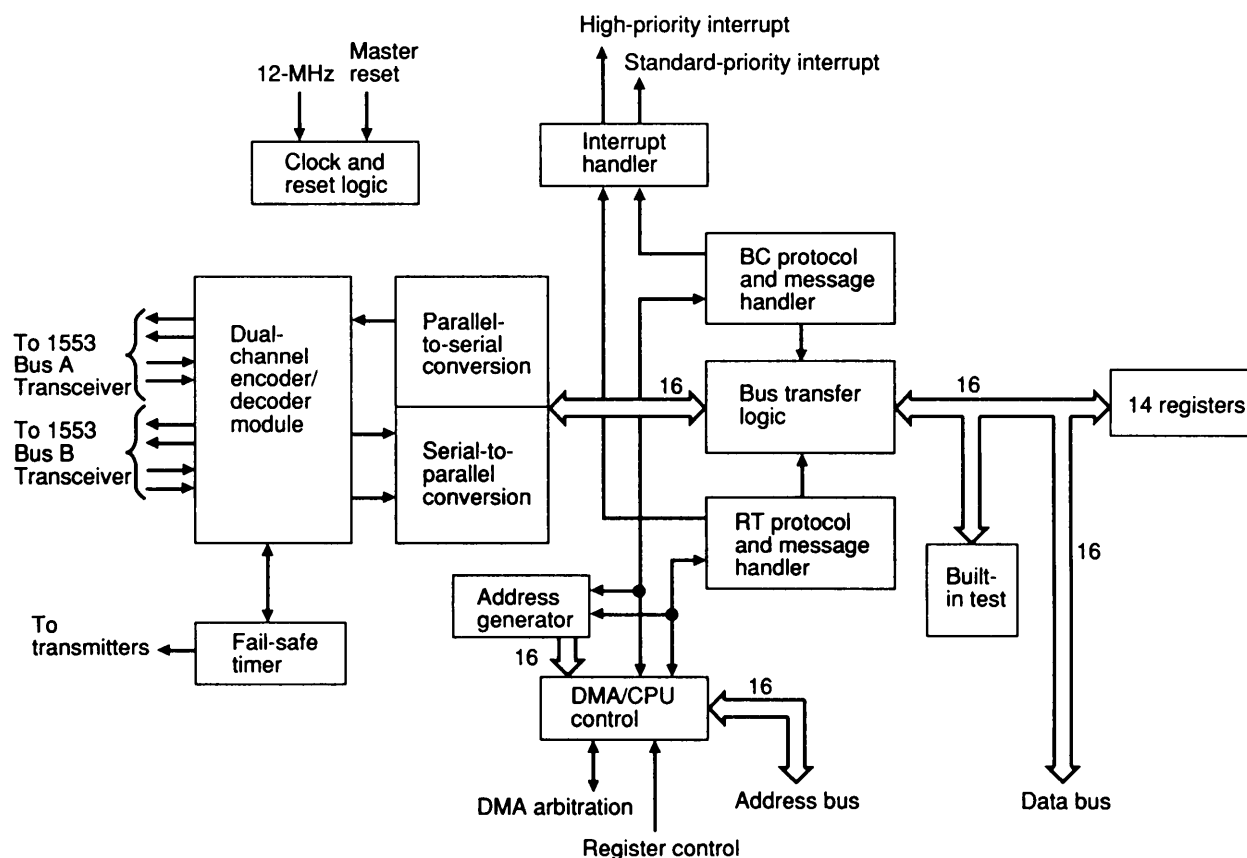 High-priority interrupt
Standard-priority interrupt
12-MHz
Master
reset
Clock and
reset logic
Interrupt
handler
BC protocol
and message
handler
To 1553
Bus A
Transceiver
To 1553
Bus B
Transceiver
Dual-
channel
encoder/
decoder
module
Parallel-
to-serial
conversion
Serial-to-
parallel
conversion
16
Bus transfer
logic
16
14 registers
RT protocol
and message
handler
Built-
in test
16
Address
generator
16
To
transmitters
Fail-safe
timer
DMA/CPU
control
16
DMA arbitration
Register control
Address bus
Data bus